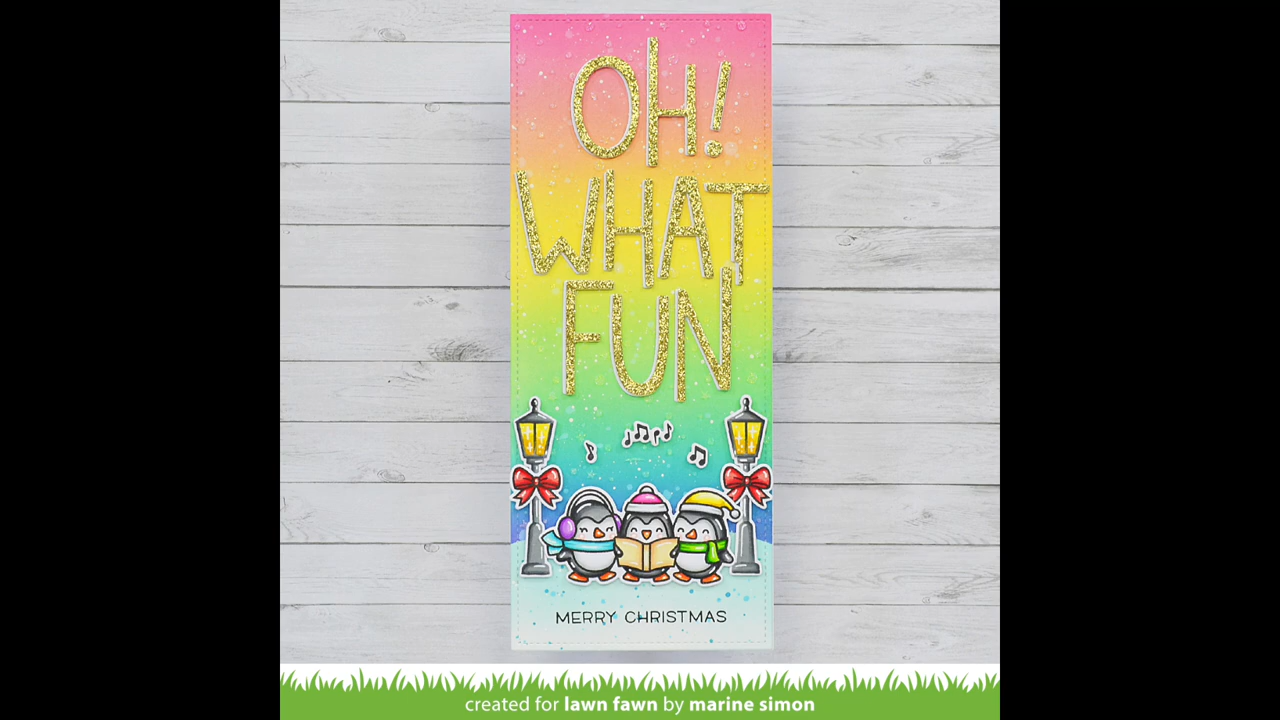 OH!
WHAT
FUN
MERRY CHRISTMAS
created for lawn fawn by marine simon